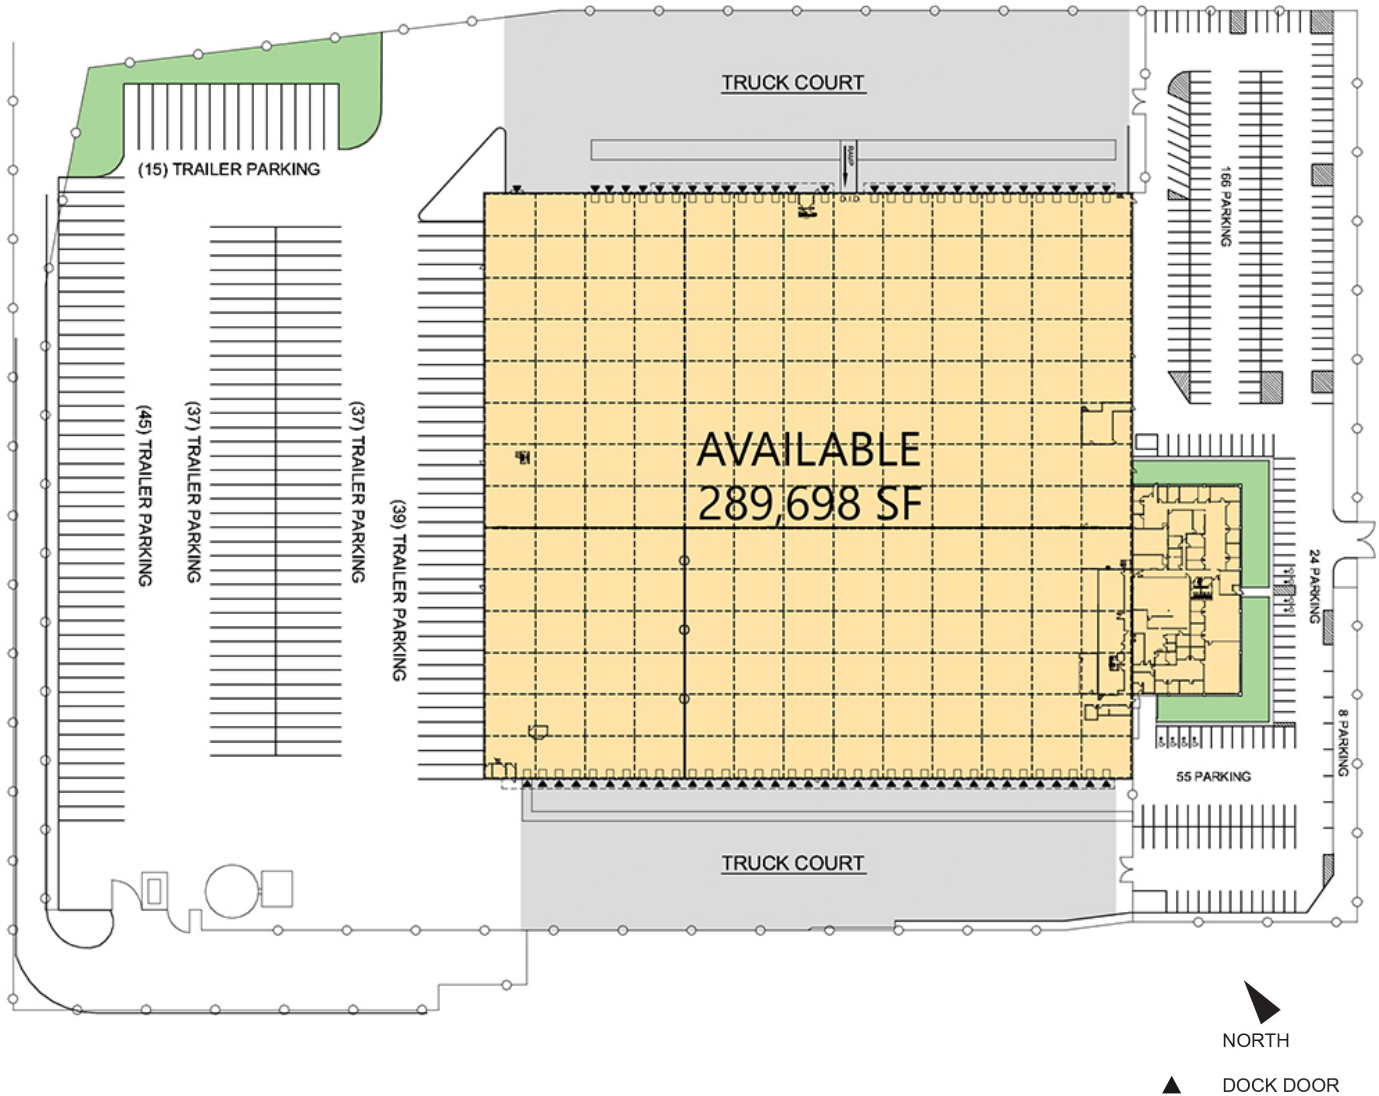 TRUCK COURT
RAMP
D.I.D.
(15) TRAILER PARKING
166 PARKING
(45) TRAILER PARKING
(37) TRAILER PARKING
(37) TRAILER PARKING
(39) TRAILER PARKING
AVAILABLE
289,698 SF
24 PARKING
8 PARKING
55 PARKING
TRUCK COURT
NORTH
DOCK DOOR